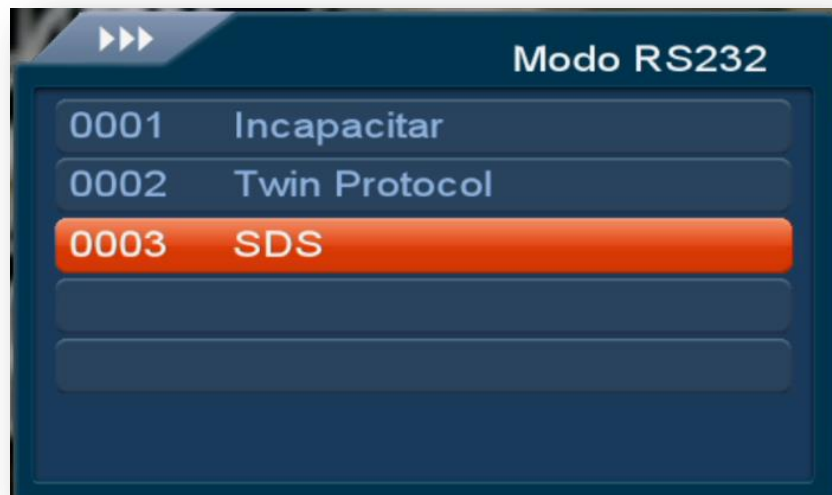 Modo RS232
0001 Incapacitar
0002 Twin Protocol
0003 SDS